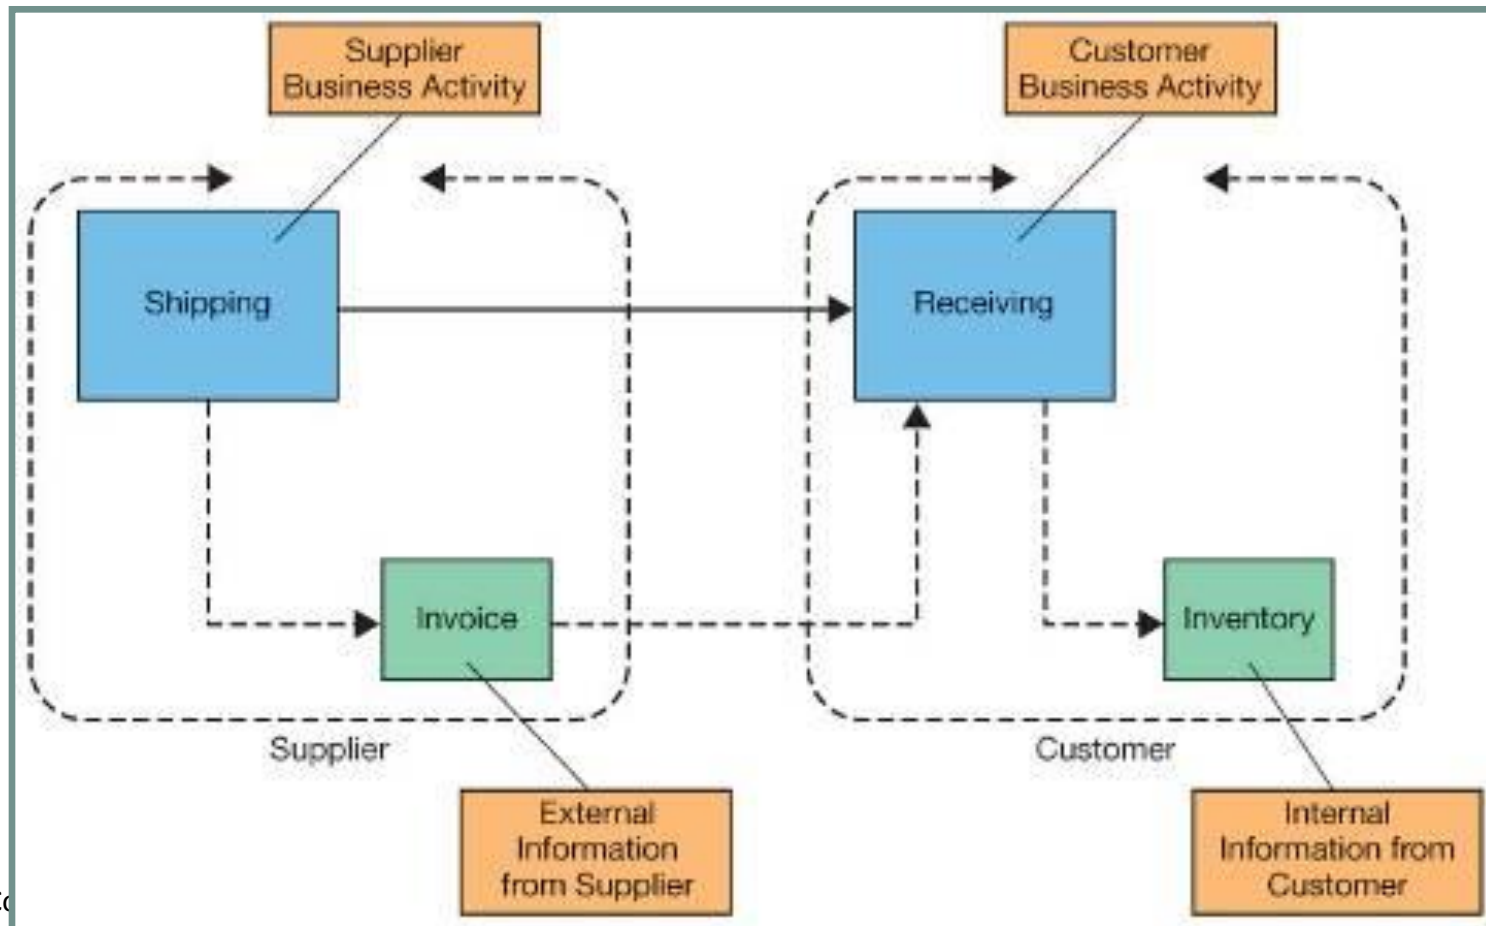 Supplier
Business Activity
Customer
Business Activity
Shipping
Receiving
Invoice
Inventory
Supplier
Customer
External
Information
from Supplier
Internal
Information from
Customer